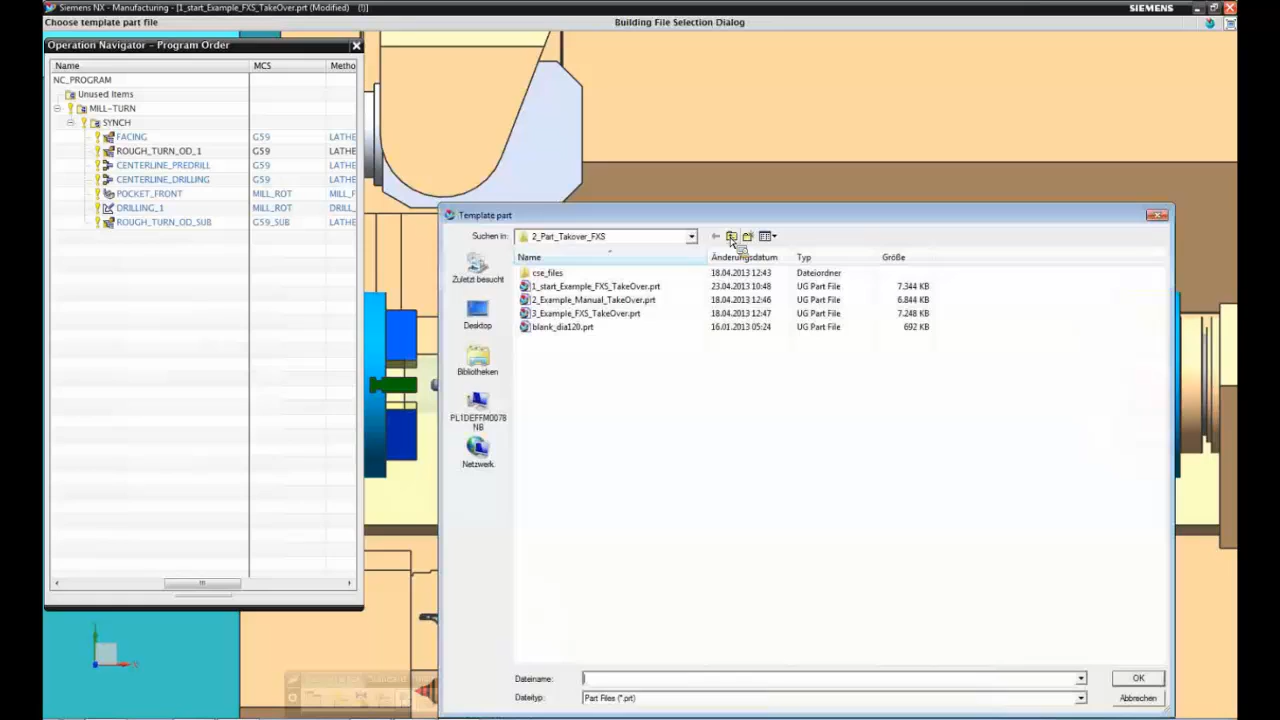 Siemens NX - Manufacturing - [1_start_Example_FXS_TakeOver.prt (Modified) (!)]
SIEMENS
Choose template part file
Building File Selection Dialog
Operation Navigator - Program Order
Name MCS Metho
NC_PROGRAM
Unused Items
MILL-TURN
SYNCH
FACING G59 LATHE
ROUGH_TURN_OD_1 G59 LATHE
CENTERLINE_PREDRILL G59 LATHE
CENTERLINE_DRILLING G59 LATHE
POCKET_FRONT MILL_ROT MILL_F
DRILLING_1 MILL_ROT DRILL_
ROUGH_TURN_OD_SUB G59_SUB LATHE
Template part
Suchen in: 2_Part_Takover_FXS
Name Änderungsdatum Typ Größe
cse_files 18.04.2013 12:43 Dateiordner
1_start_Example_FXS_TakeOver.prt 23.04.2013 10:48 UG Part File 7.344 KB
2_Example_Manual_TakeOver.prt 18.04.2013 12:46 UG Part File 6.844 KB
3_Example_FXS_TakeOver.prt 18.04.2013 12:47 UG Part File 7.248 KB
blank_dia120.prt 16.01.2013 05:24 UG Part File 692 KB
Zuletzt besucht
Desktop
Bibliotheken
PL1DEFFM0078
NB
Netzwerk
Dateiname: OK
Dateityp: Part Files (*.prt) Abbrechen